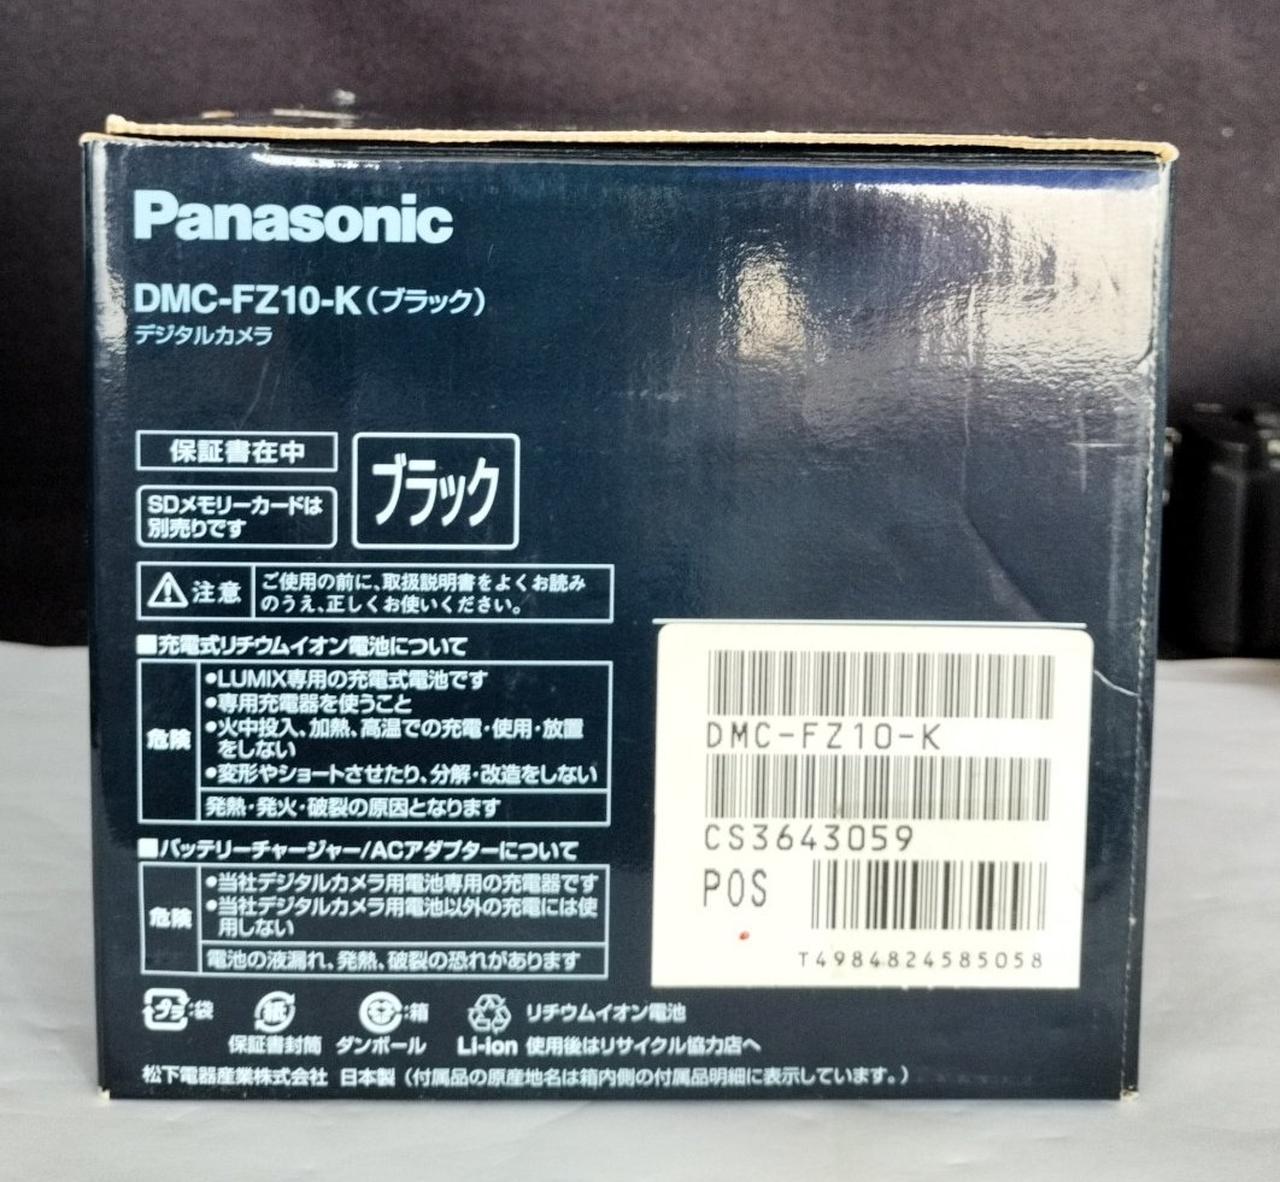 Panasonic
DMC-FZ10-K(ブラック)
デジタルカメラ
保証書在中
SDメモリーカードは
別売りです
ブラック
注意
ご使用の前に、取扱説明書をよくお読み
のうえ、正しくお使いください。
■充電式リチウムイオン電池について
危険
●LUMIX専用の充電式電池です
●専用充電器を使うこと
●火中投入、加熱、高温での充電・使用・放置
をしない
●変形やショートさせたり、分解・改造をしない
発熱・発火・破裂の原因となります
■バッテリーチャージャー/ACアダプターについて
危険
●当社デジタルカメラ用電池専用の充電器です
●当社デジタルカメラ用電池以外の充電には使
用しない
電池の液漏れ、発熱、破裂の恐れがあります
プラ:袋
紙
:箱
リチウムイオン電池
保証書封筒
ダンボール
Li-ion 使用後はリサイクル協力店へ
松下電器産業株式会社 日本製(付属品の原産地名は箱内側の付属品明細に表示しています。)
DMC-FZ10-K
CS3643059
POS
T4984824585058